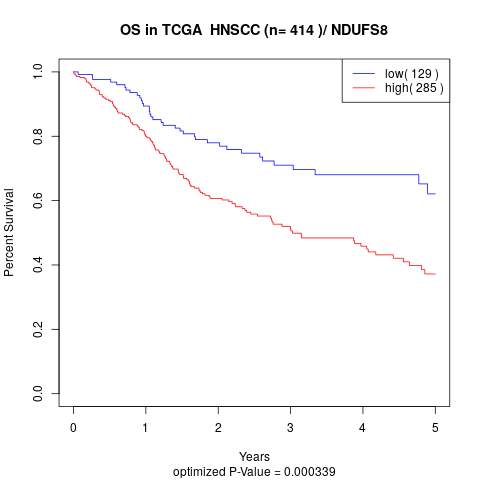 OS in TCGA  HNSCC (n= 414 )/ NDUFS8
low( 129 )
high( 285 )
Percent Survival
1.0
0.8
0.6
0.4
0.2
0.0
0 1 2 3 4 5
Years
optimized P-Value = 0.000339